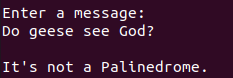 Enter a message:
Do geese see God?
It's not a Palinedrome.